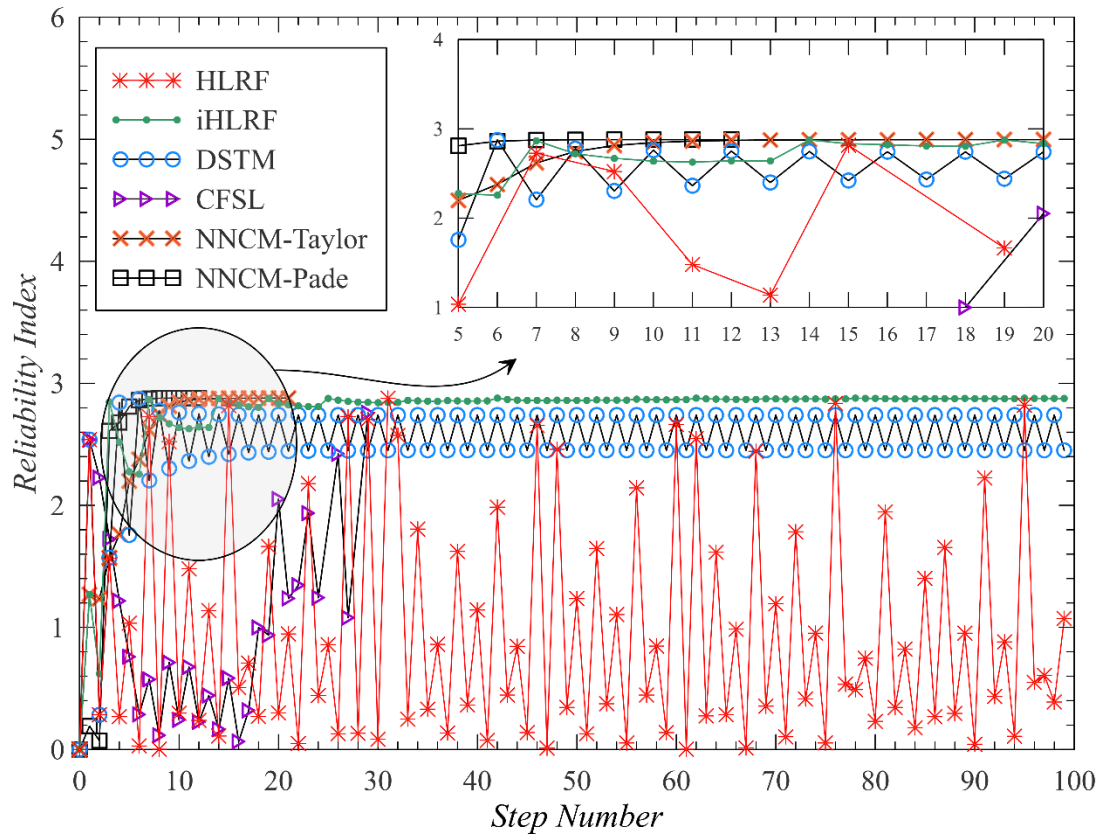 6
5
4
3
2
1
0
Reliability Index
HLRF
iHLRF
DSTM
CFSL
NNCM-Taylor
NNCM-Pade
4
3
2
1
5 6 7 8 9 10 11 12 13 14 15 16 17 18 19 20
0 10 20 30 40 50 60 70 80 90 100
Step Number